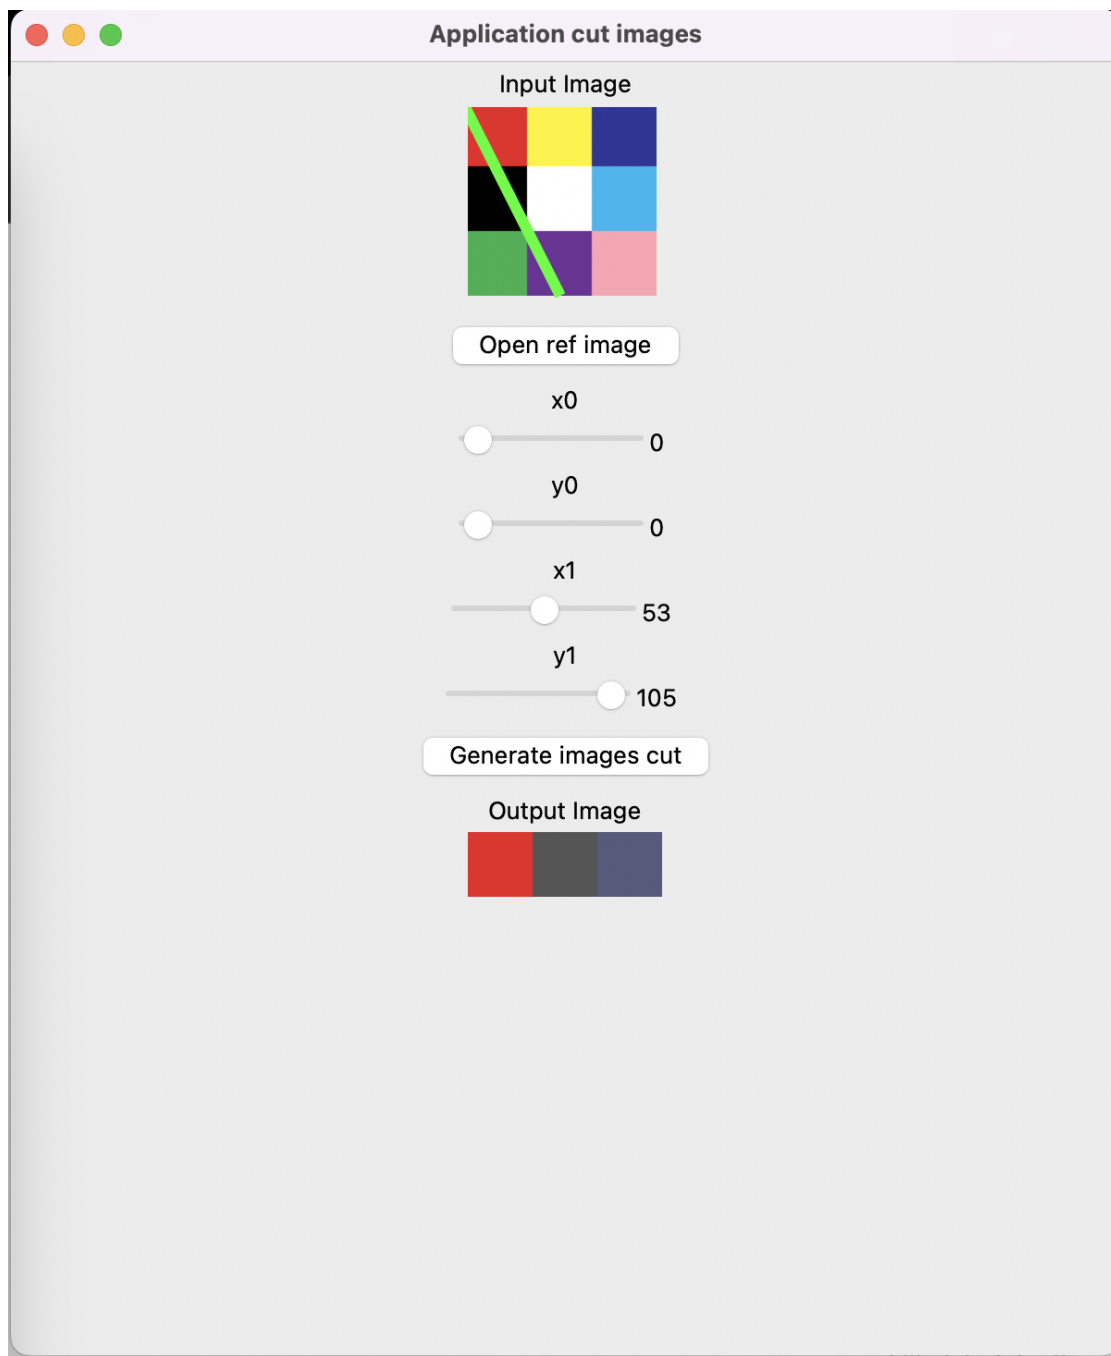 Application cut images
Input Image
Open ref image
x0
0
y0
0
x1
53
y1
105
Generate images cut
Output Image